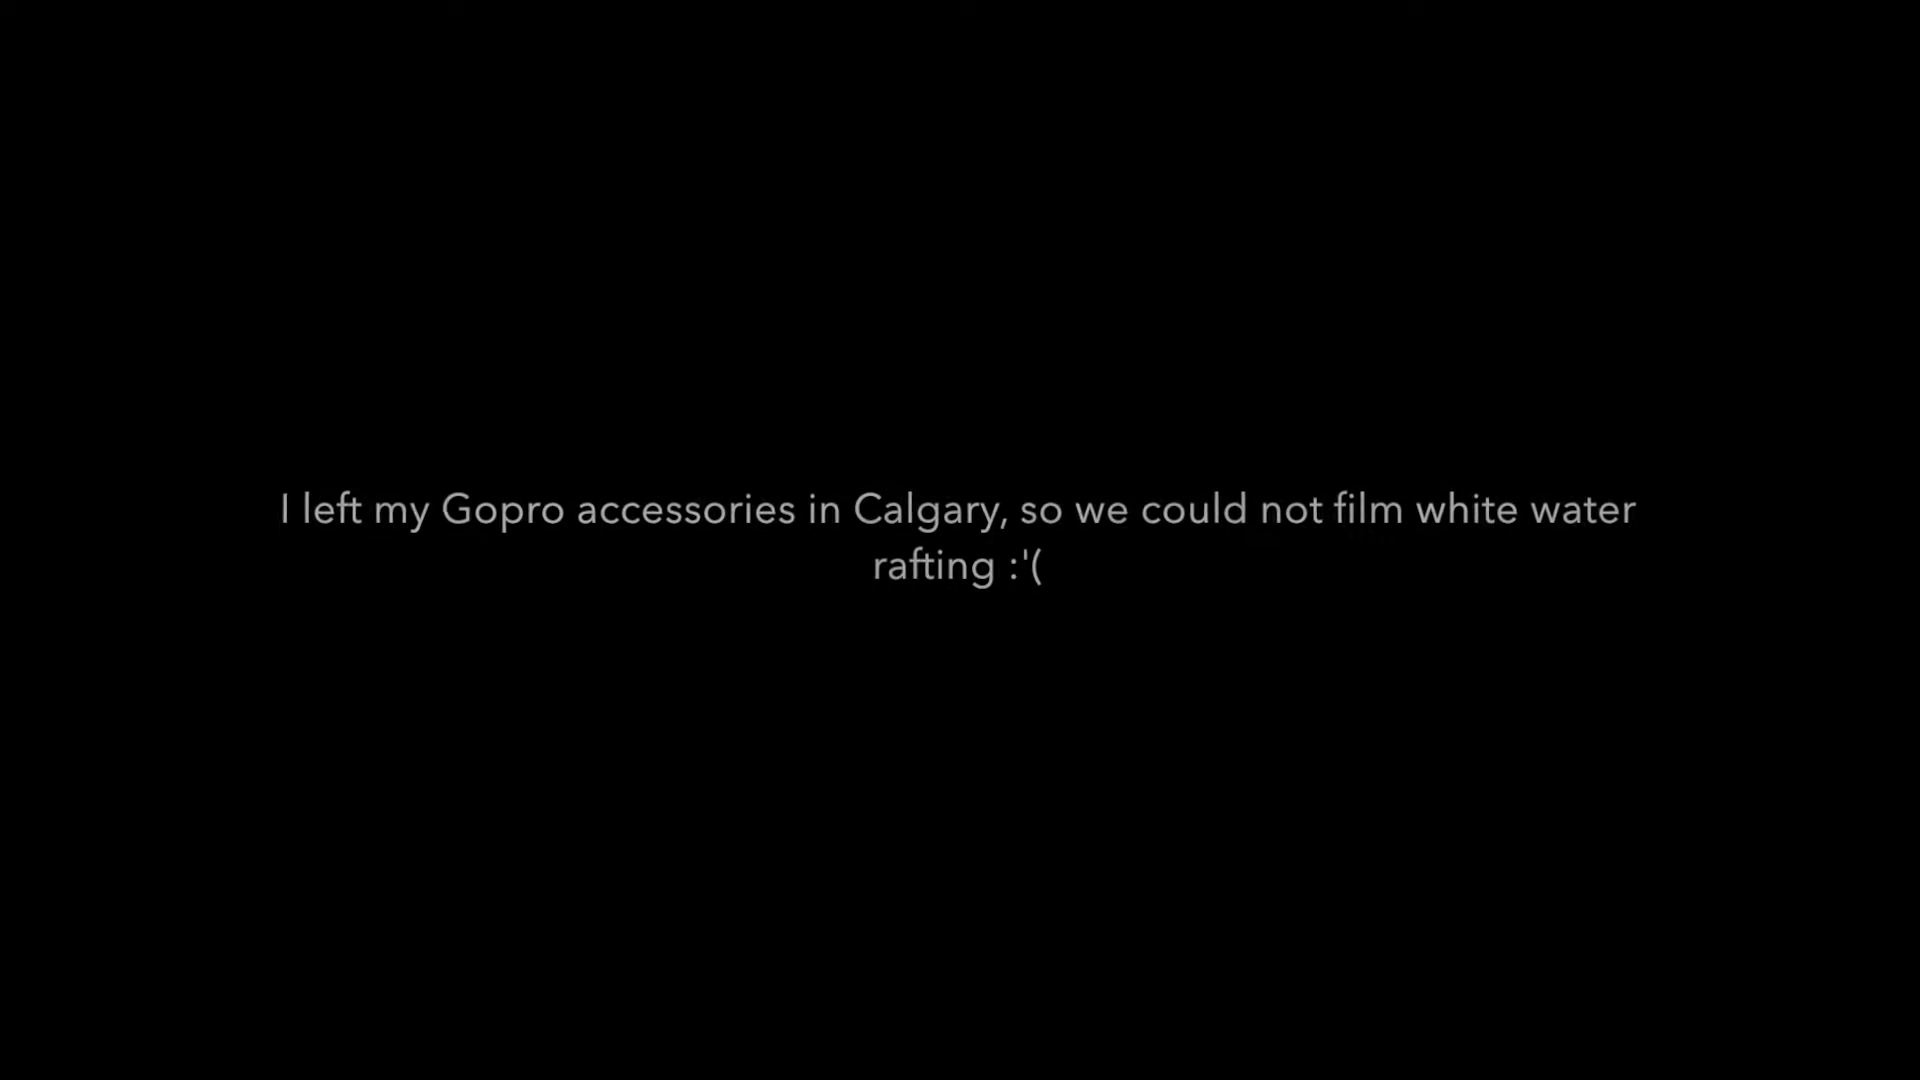 I left my Gopro accessories in Calgary, so we could not film white water
rafting :'(